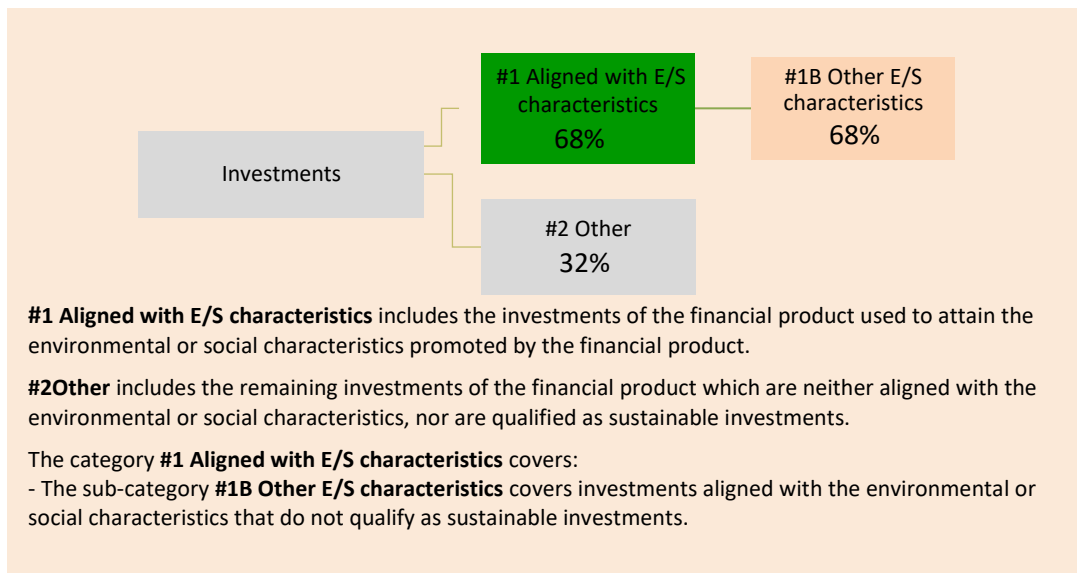 #1 Aligned with E/S
characteristics
68%
#1B Other E/S
characteristics
68%
Investments
#2 Other
32%
#1 Aligned with E/S characteristics includes the investments of the financial product used to attain the
environmental or social characteristics promoted by the financial product.
#2Other includes the remaining investments of the financial product which are neither aligned with the
environmental or social characteristics, nor are qualified as sustainable investments.
The category #1 Aligned with E/S characteristics covers:
- The sub-category #1B Other E/S characteristics covers investments aligned with the environmental or
social characteristics that do not qualify as sustainable investments.